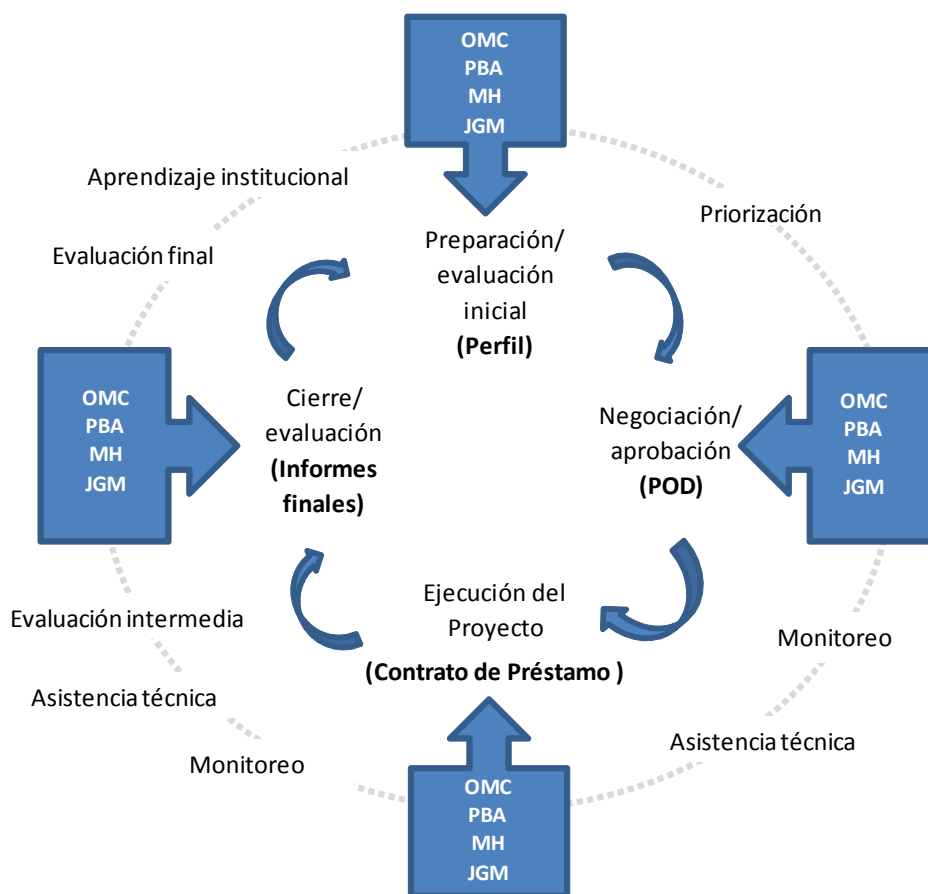 OMC
PBA
MH
JGM
Aprendizaje institucional
Priorización
Preparación/
evaluación
inicial
(Perfil)
Evaluación final
OMC
PBA
MH
JGM
Cierre/
evaluación
(Informes
finales)
Negociación/
aprobación
(POD)
OMC
PBA
MH
JGM
Ejecución del
Proyecto
(Contrato de Préstamo )
Evaluación intermedia
Monitoreo
Asistencia técnica
Asistencia técnica
Monitoreo
OMC
PBA
MH
JGM